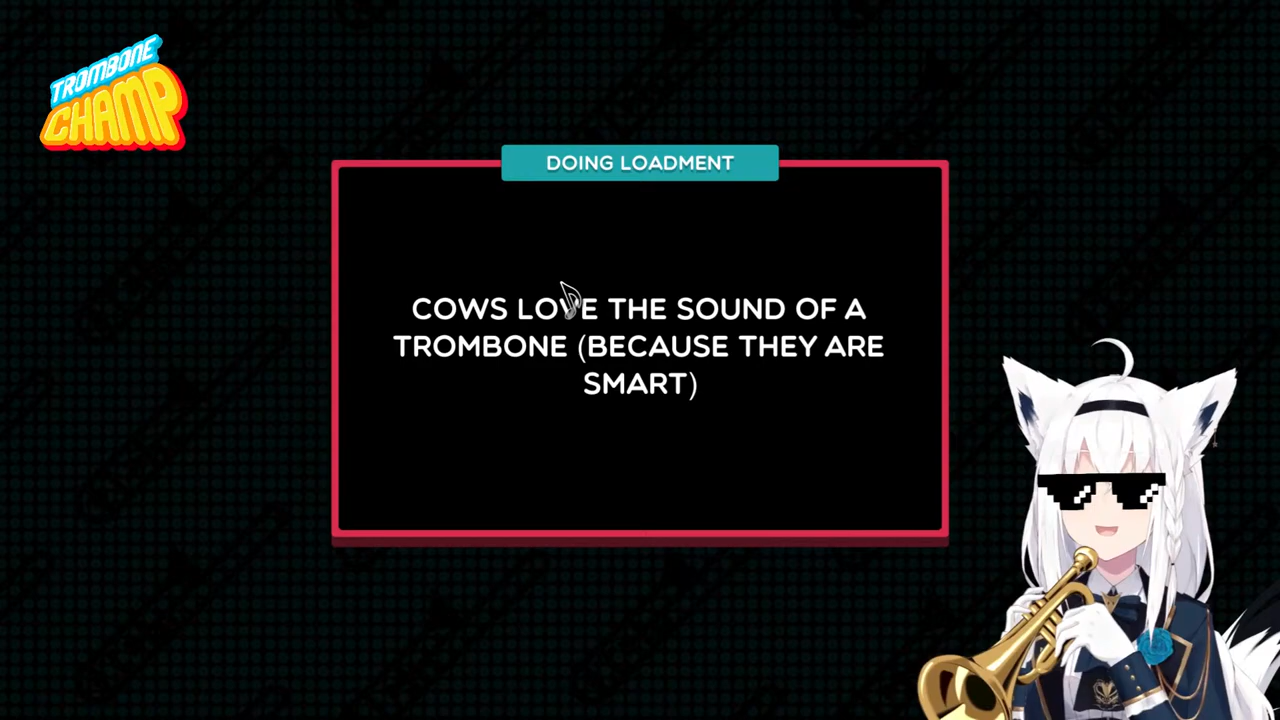 TROMBONE
CHAMP
DOING LOADMENT
COWS LOVE THE SOUND OF A
TROMBONE (BECAUSE THEY ARE
SMART)